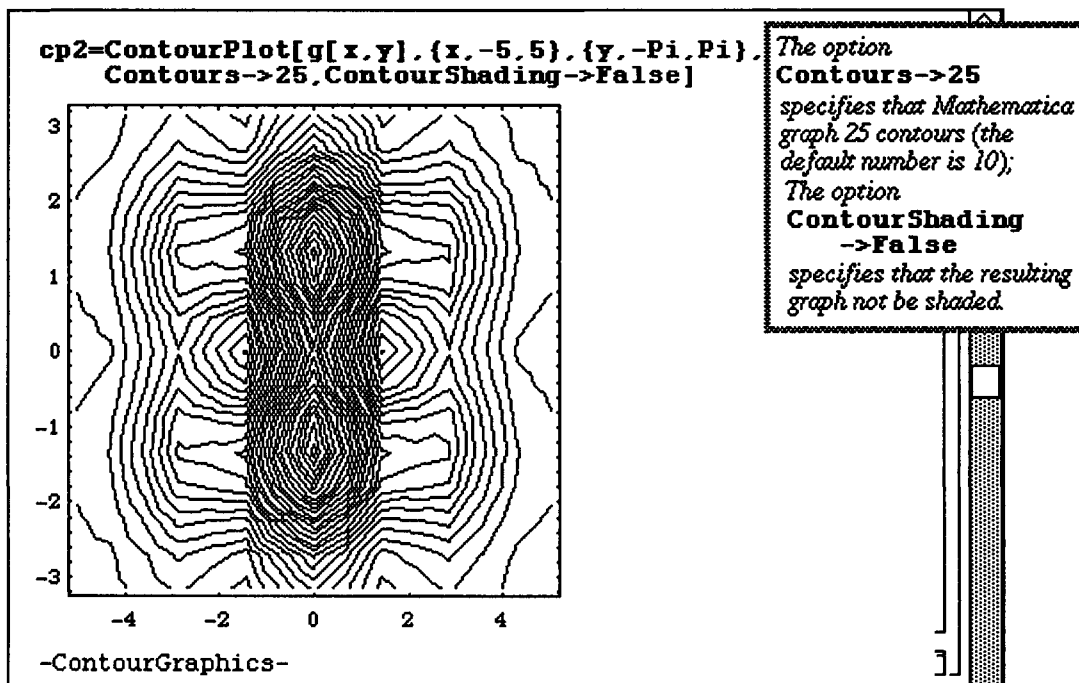 cp2=ContourPlot[g[x,y],{x,-5,5},{y,-Pi,Pi},
Contours->25,ContourShading->False]
The option
Contours->25
specifies that Mathematica
graph 25 contours (the
default number is 10);
The option
ContourShading
->False
specifies that the resulting
graph not be shaded.
3
2
1
0
-1
-2
-3
-4 -2 0 2 4
-ContourGraphics-